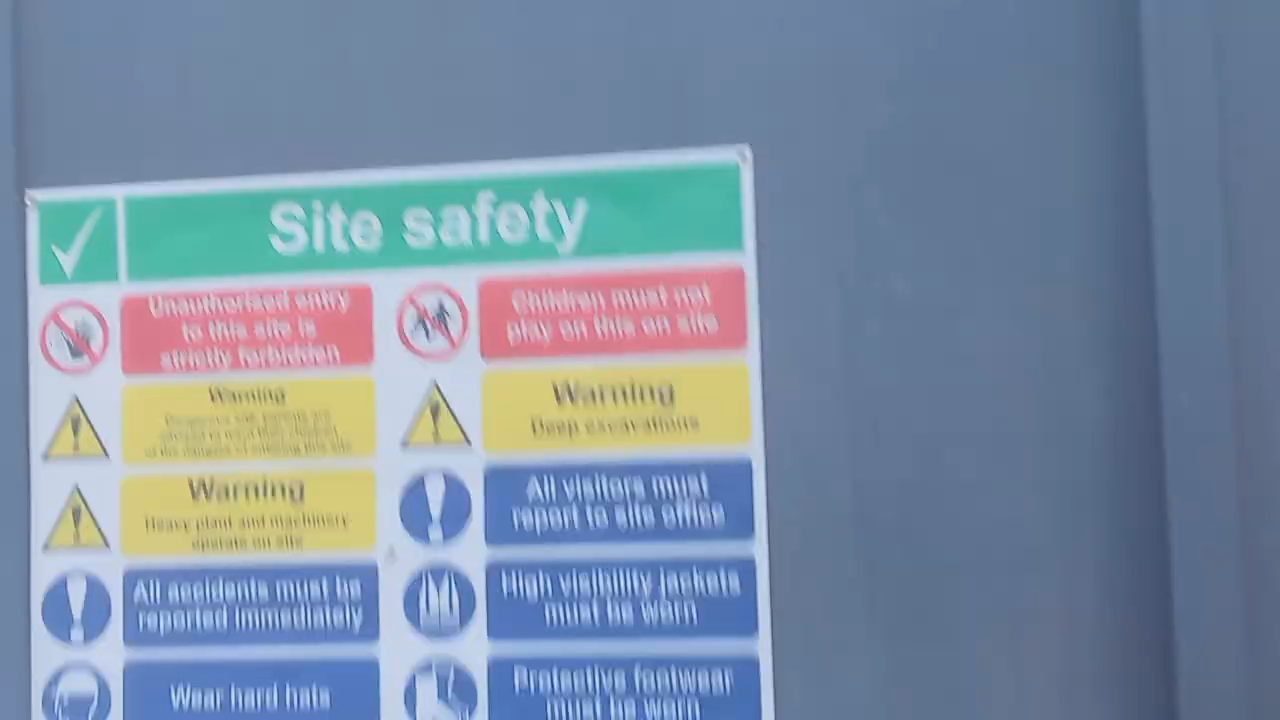 Site safety
Unauthorised entry
to this site is
strictly forbidden
Children must not
play on this on site
Warning
Warning
Deep excavations
Warning
Heavy plant and machinery
operate on site
All visitors must
report to site office
All accidents must be
reported immediately
High visibility jackets
must be worn
Wear hard hats
Protective footwear
must be worn